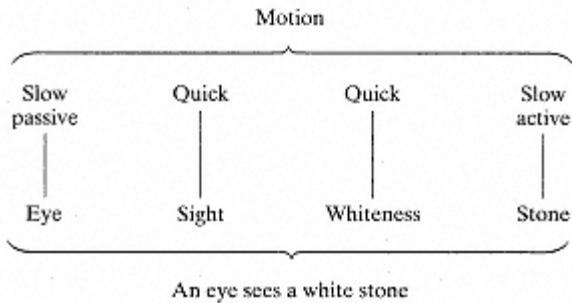 Motion
Slow passive Quick Quick Slow active
Eye Sight Whiteness Stone
An eye sees a white stone